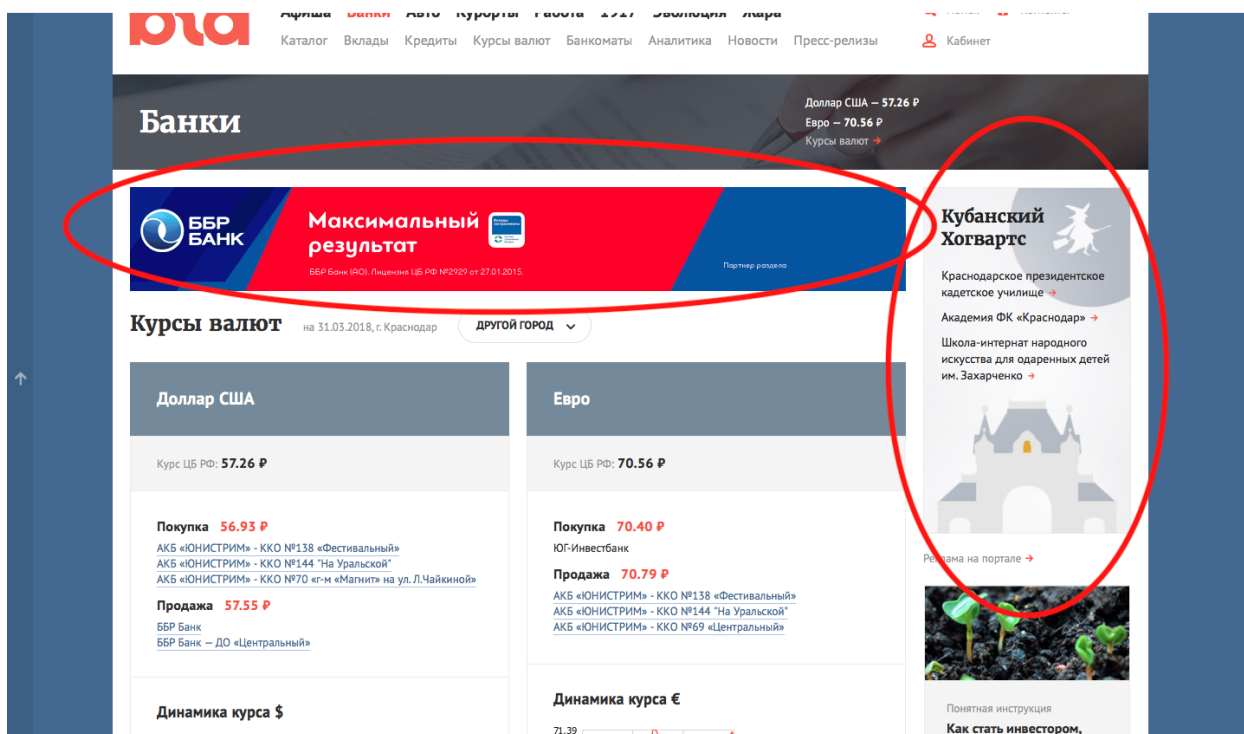 bla
Афиша Банки Авто Курорты Работа 1917 Эволюция Жара
Каталог Вклады Кредиты Курсы валют Банкоматы Аналитика Новости Пресс-релизы
Кабинет
Банки
Доллар США — 57.26 ₽
Евро — 70.56 ₽
Курсы валют →
ББР
БАНК
Максимальный
результат
ББР Банк (АО). Лицензия ЦБ РФ №2929 от 27.01.2015.
Партнер раздела
Кубанский
Хогвартс
Краснодарское президентское
кадетское училище →
Академия ФК «Краснодар» →
Школа-интернат народного
искусства для одаренных детей
им. Захарченко →
Реклама на портале →
Курсы валют на 31.03.2018, г. Краснодар ДРУГОЙ ГОРОД
Доллар США
Курс ЦБ РФ: 57.26 ₽
Покупка 56.93 ₽
АКБ «ЮНИСТРИМ» - ККО №138 «Фестивальный»
АКБ «ЮНИСТРИМ» - ККО №144 "На Уральской"
АКБ «ЮНИСТРИМ» - ККО №70 «г-м «Магнит» на ул. Л.Чайкиной»
Продажа 57.55 ₽
ББР Банк
ББР Банк — ДО «Центральный»
Динамика курса $
Евро
Курс ЦБ РФ: 70.56 ₽
Покупка 70.40 ₽
ЮГ-Инвестбанк
Продажа 70.79 ₽
АКБ «ЮНИСТРИМ» - ККО №138 «Фестивальный»
АКБ «ЮНИСТРИМ» - ККО №144 "На Уральской"
АКБ «ЮНИСТРИМ» - ККО №69 «Центральный»
Динамика курса €
71.39
Понятная инструкция
Как стать инвестором,